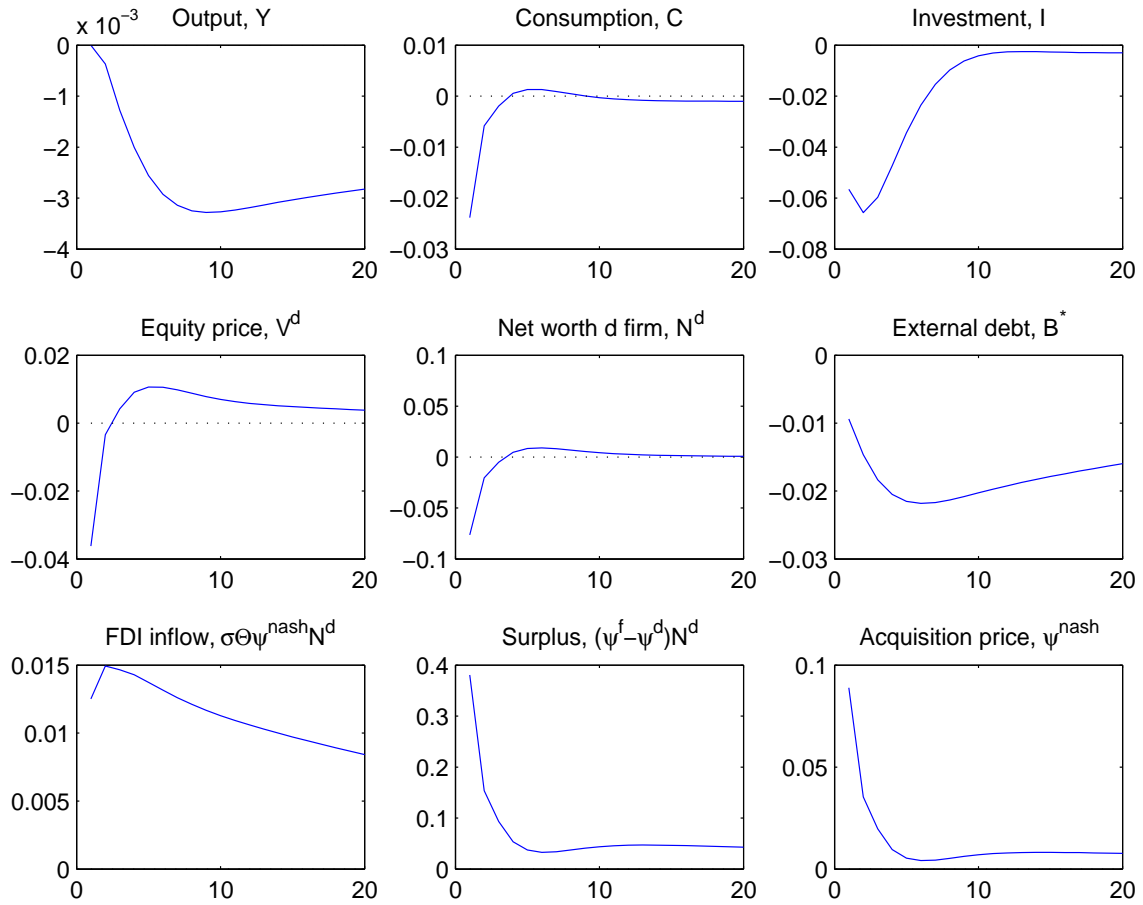 Output, Y
x 10⁻³
0
−1
−2
−3
−4
0 10 20
Consumption, C
0.01
0
−0.01
−0.02
−0.03
0 10 20
Investment, I
0
−0.02
−0.04
−0.06
−0.08
0 10 20
Equity price, V^d
0.02
0
−0.02
−0.04
0 10 20
Net worth d firm, N^d
0.1
0.05
0
−0.05
−0.1
0 10 20
External debt, B^*
0
−0.01
−0.02
−0.03
0 10 20
FDI inflow, σΘψ^nash N^d
0.015
0.01
0.005
0
0 10 20
Surplus, (ψ^f−ψ^d)N^d
0.4
0.3
0.2
0.1
0
0 10 20
Acquisition price, ψ^nash
0.1
0.05
0
0 10 20